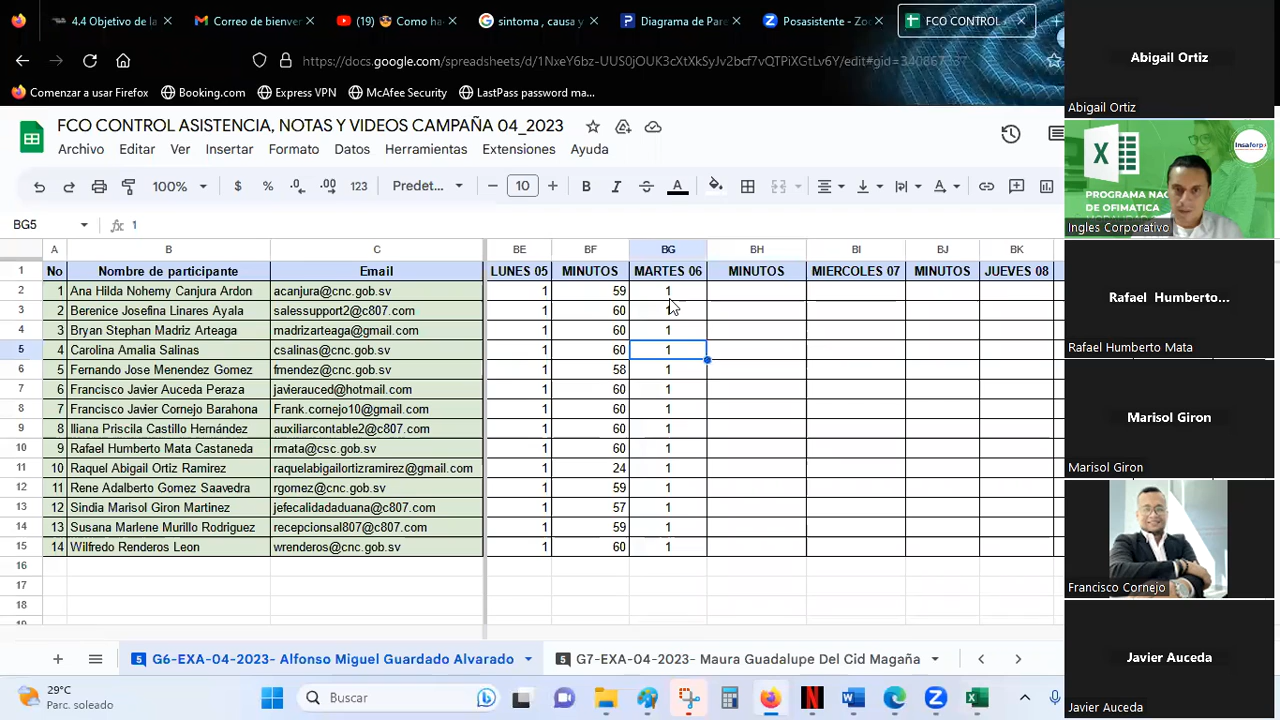 4.4 Objetivo de la
Correo de bienver
(19) Como ha
sintoma , causa y
Diagrama de Pare
Posasistente - Zoo
FCO CONTROL
https://docs.google.com/spreadsheets/d/1NxeY6bz-UUS0jOUK3cXtXkSyJv2bcf7vQTPiXGtLv6Y/edit#gid=340867337
Comenzar a usar Firefox
Booking.com
Express VPN
McAfee Security
LastPass password ma...
FCO CONTROL ASISTENCIA, NOTAS Y VIDEOS CAMPAÑA 04_2023
Archivo Editar Ver Insertar Formato Datos Herramientas Extensiones Ayuda
100% $ % .0 .00 123 Predet... 10 B I A
BG5 fx 1
A B C BE BF BG BH BI BJ BK
1 No Nombre de participante Email LUNES 05 MINUTOS MARTES 06 MINUTOS MIERCOLES 07 MINUTOS JUEVES 08
2 1 Ana Hilda Nohemy Canjura Ardon acanjura@cnc.gob.sv 1 59 1
3 2 Berenice Josefina Linares Ayala salessupport2@c807.com 1 60 1
4 3 Bryan Stephan Madriz Arteaga madrizarteaga@gmail.com 1 60 1
5 4 Carolina Amalia Salinas csalinas@cnc.gob.sv 1 60 1
6 5 Fernando Jose Menendez Gomez fmendez@cnc.gob.sv 1 58 1
7 6 Francisco Javier Auceda Peraza javierauced@hotmail.com 1 60 1
8 7 Francisco Javier Cornejo Barahona Frank.cornejo10@gmail.com 1 60 1
9 8 Iliana Priscila Castillo Hernández auxiliarcontable2@c807.com 1 60 1
10 9 Rafael Humberto Mata Castaneda rmata@csc.gob.sv 1 60 1
11 10 Raquel Abigail Ortiz Ramirez raquelabigailortizramirez@gmail.com 1 24 1
12 11 Rene Adalberto Gomez Saavedra rgomez@cnc.gob.sv 1 59 1
13 12 Sindia Marisol Giron Martinez jefecalidadaduana@c807.com 1 57 1
14 13 Susana Marlene Murillo Rodriguez recepcionsal807@c807.com 1 59 1
15 14 Wilfredo Renderos Leon wrenderos@cnc.gob.sv 1 60 1
16
17
18
19
5 G6-EXA-04-2023- Alfonso Miguel Guardado Alvarado
5 G7-EXA-04-2023- Maura Guadalupe Del Cid Magaña
29°C
Parc. soleado
Buscar
Abigail Ortiz
Abigail Ortiz
X
Insaforp
PROGRAMA NAC
DE OFIMATICA
Ingles Corporativo
Rafael Humberto...
Rafael Humberto Mata
Marisol Giron
Marisol Giron
Francisco Cornejo
Javier Auceda
Javier Auceda